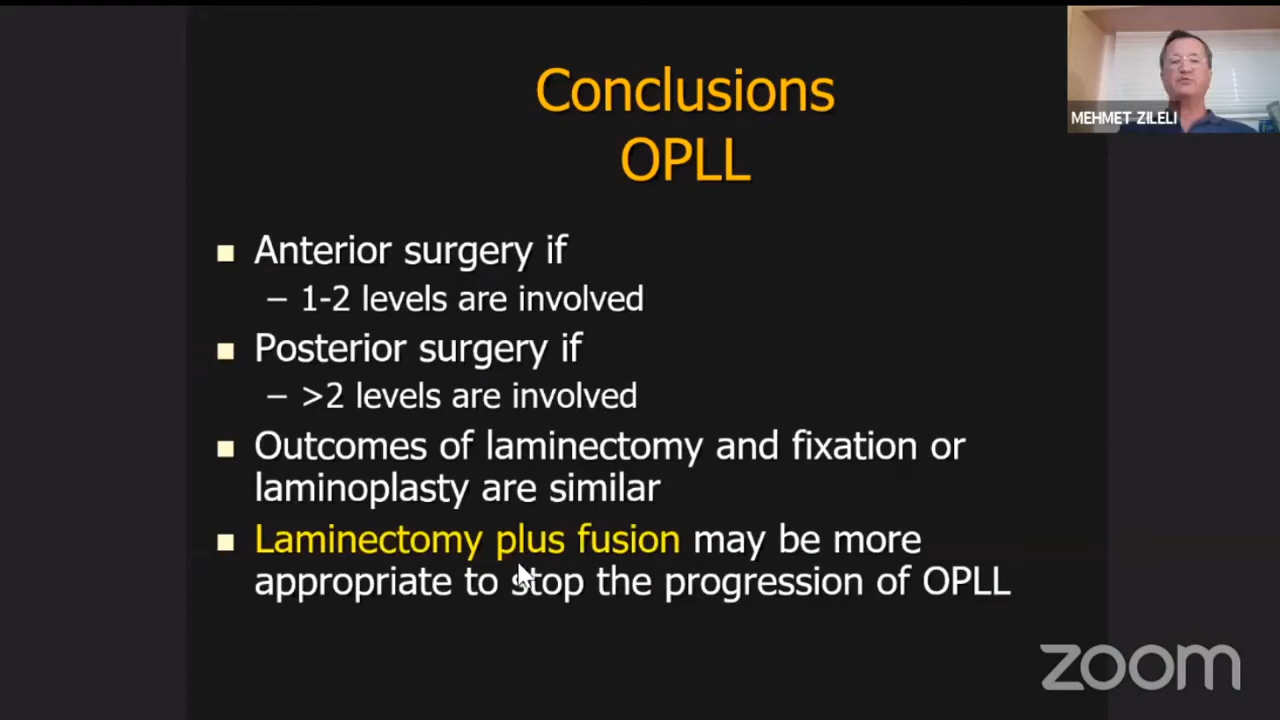 Conclusions
OPLL
MEHMET ZILELI
■ Anterior surgery if
– 1-2 levels are involved
■ Posterior surgery if
– >2 levels are involved
■ Outcomes of laminectomy and fixation or
laminoplasty are similar
■ Laminectomy plus fusion may be more
appropriate to stop the progression of OPLL
zoom